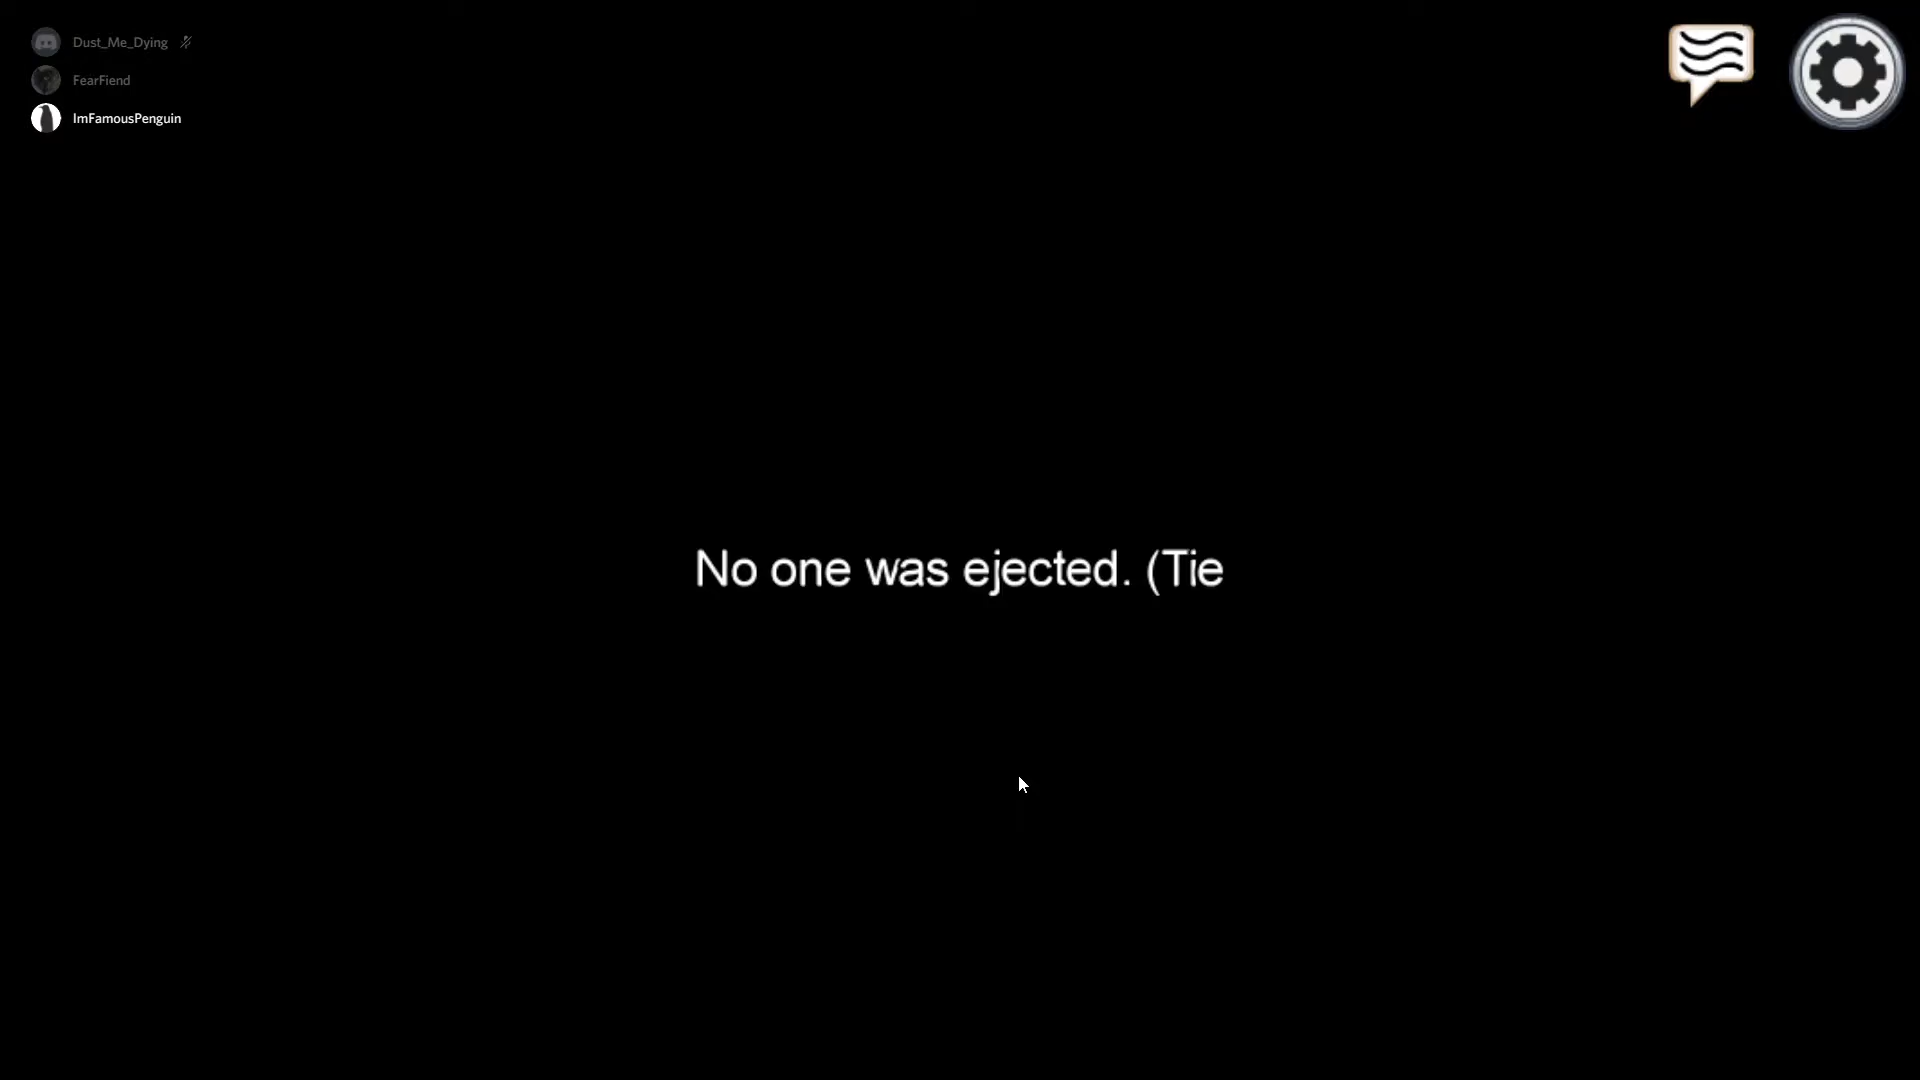 Dust_Me_Dying
FearFiend
ImFamousPenguin
No one was ejected. (Tie